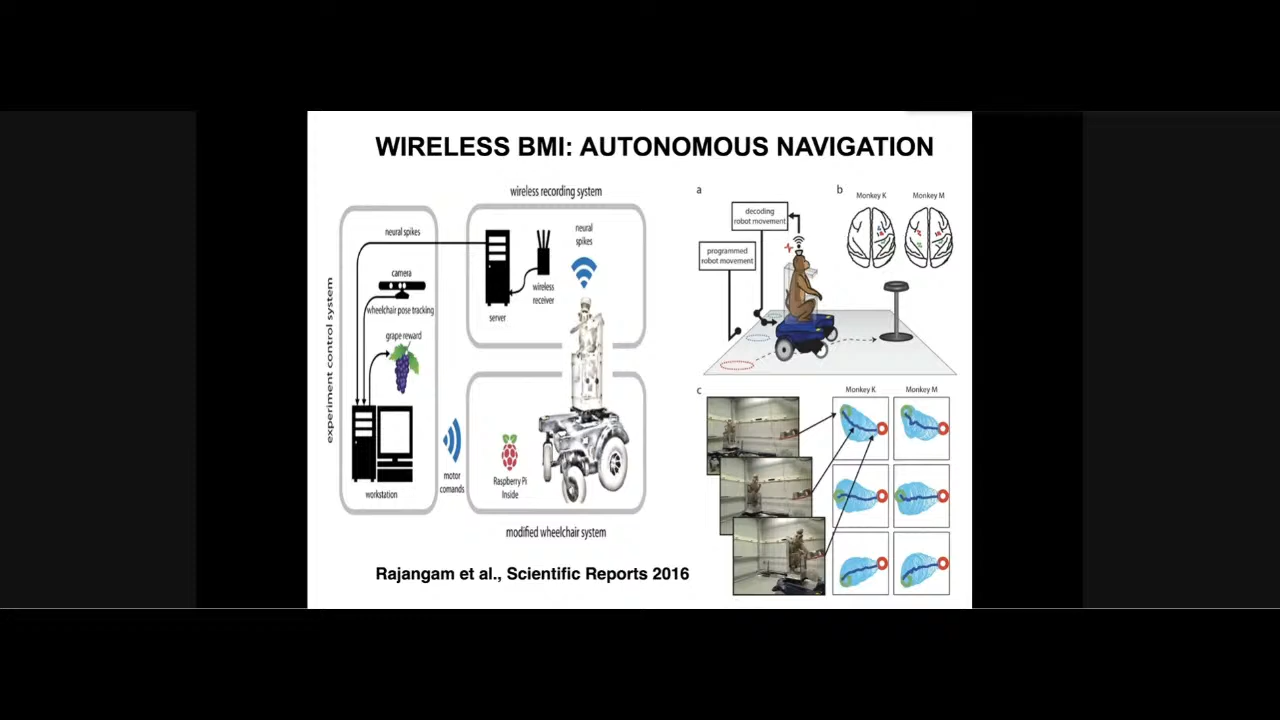 WIRELESS BMI: AUTONOMOUS NAVIGATION
wireless recording system
neural spikes
neural
spikes
camera
wireless
receiver
wheelchair pose tracking
server
grape reward
experiment control system
motor
comands
Raspberry Pi
Inside
workstation
modified wheelchair system
Rajangam et al., Scientific Reports 2016
a
decoding
robot movement
programmed
robot movement
b
Monkey K
Monkey M
c
Monkey K
Monkey M